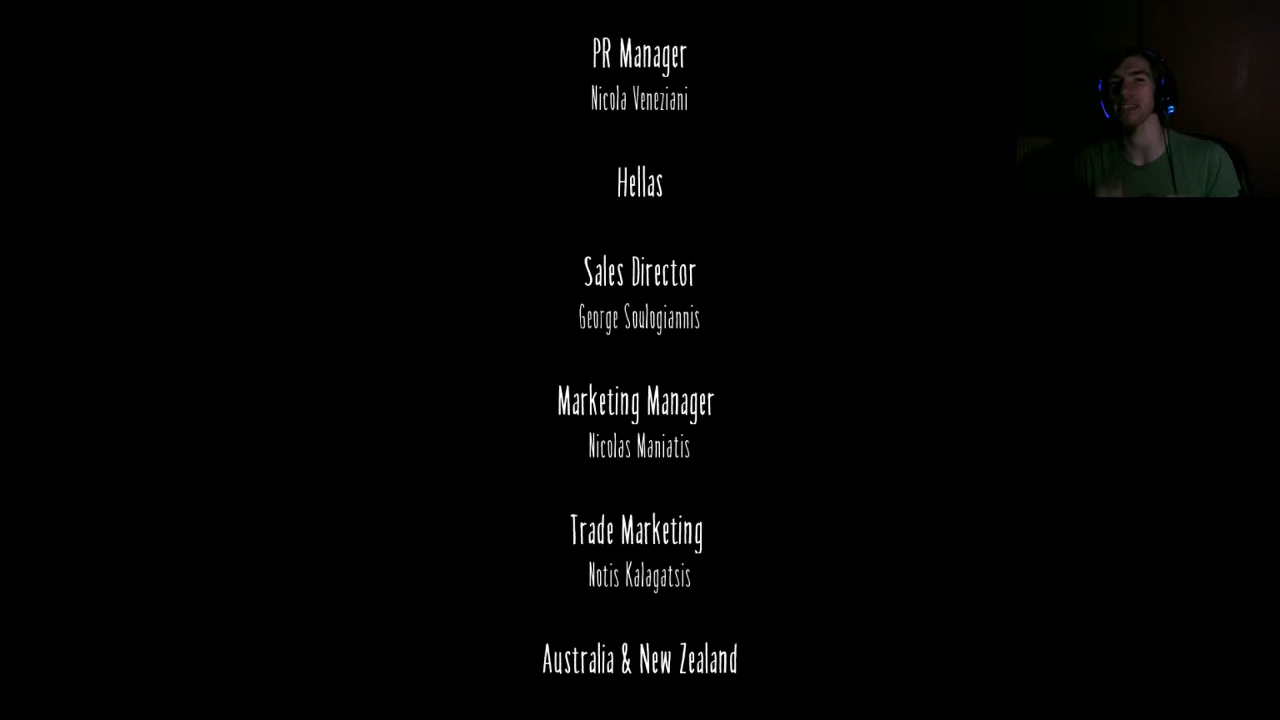 PR Manager
Nicola Veneziani
Hellas
Sales Director
George Soulogiannis
Marketing Manager
Nicolas Maniatis
Trade Marketing
Notis Kalagatsis
Australia & New Zealand